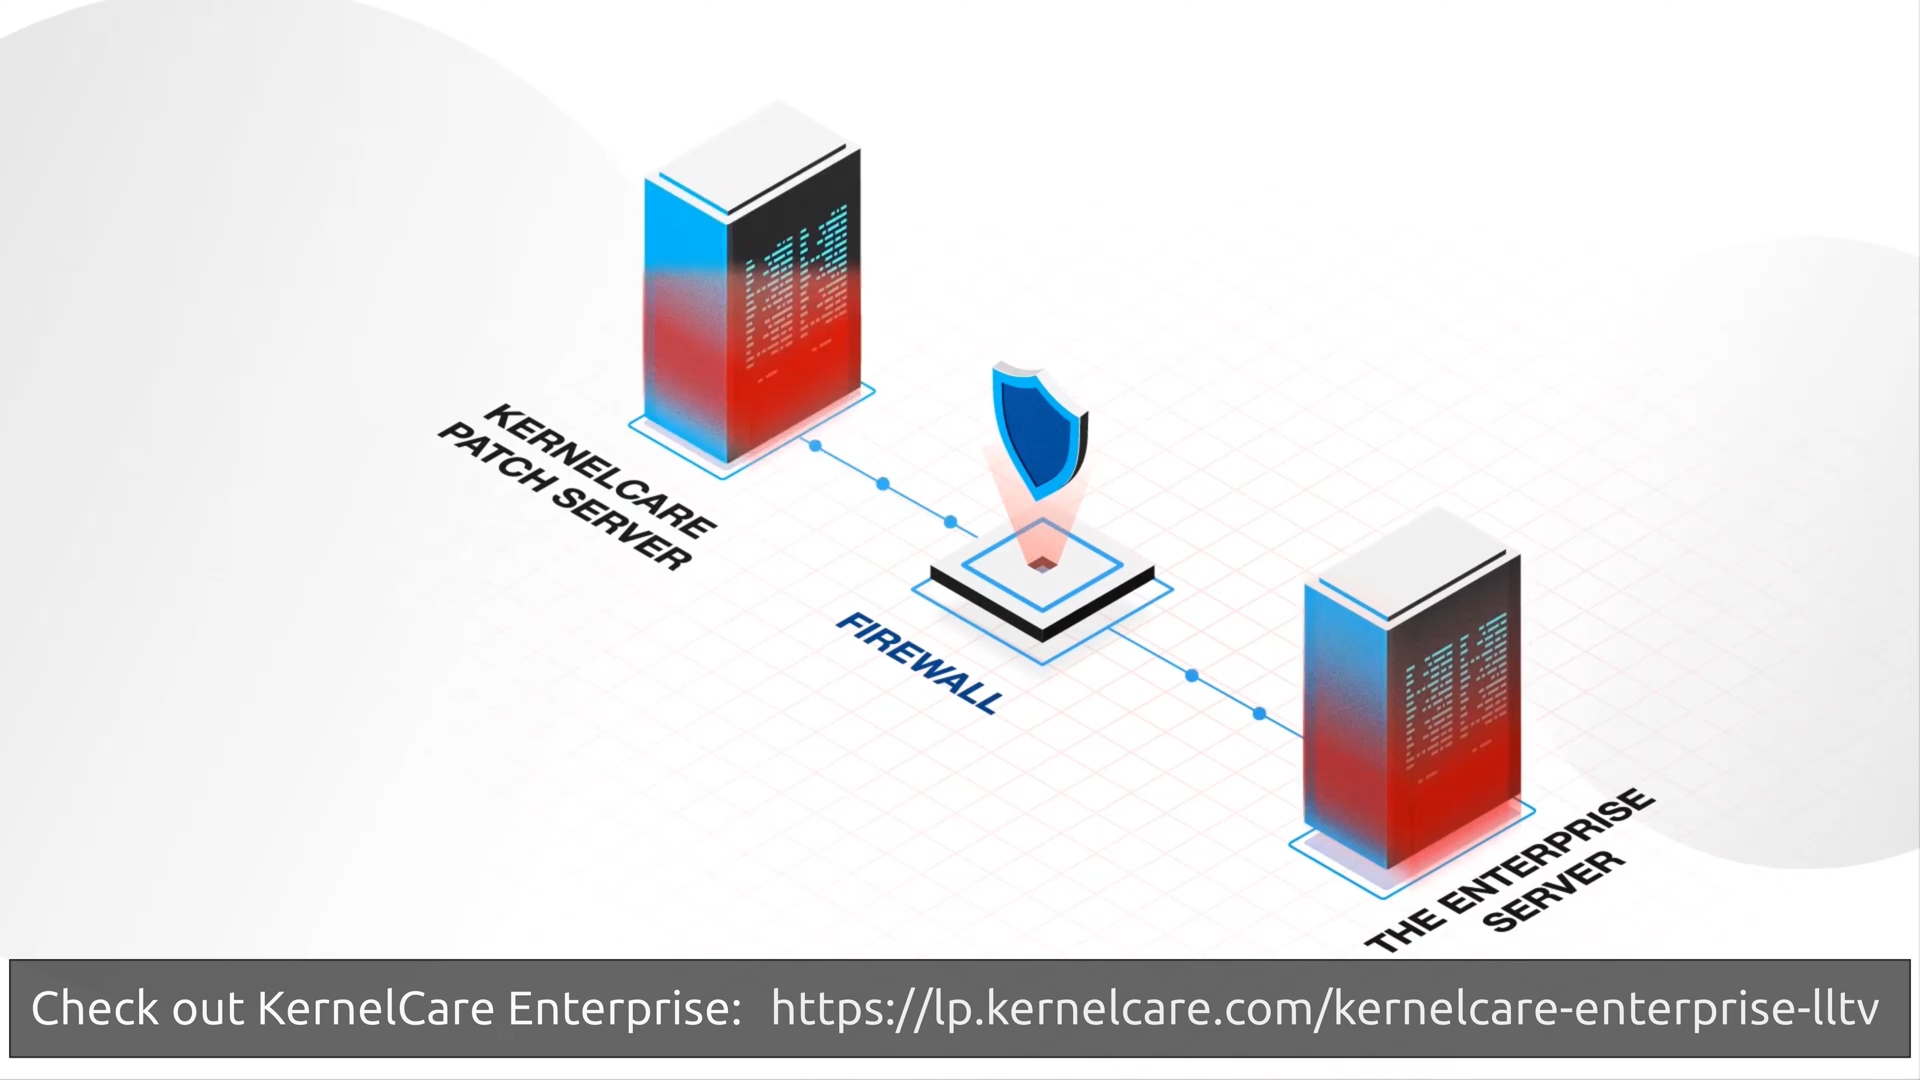 KERNELCARE
PATCH SERVER
FIREWALL
THE ENTERPRISE
SERVER
Check out KernelCare Enterprise: https://lp.kernelcare.com/kernelcare-enterprise-lltv